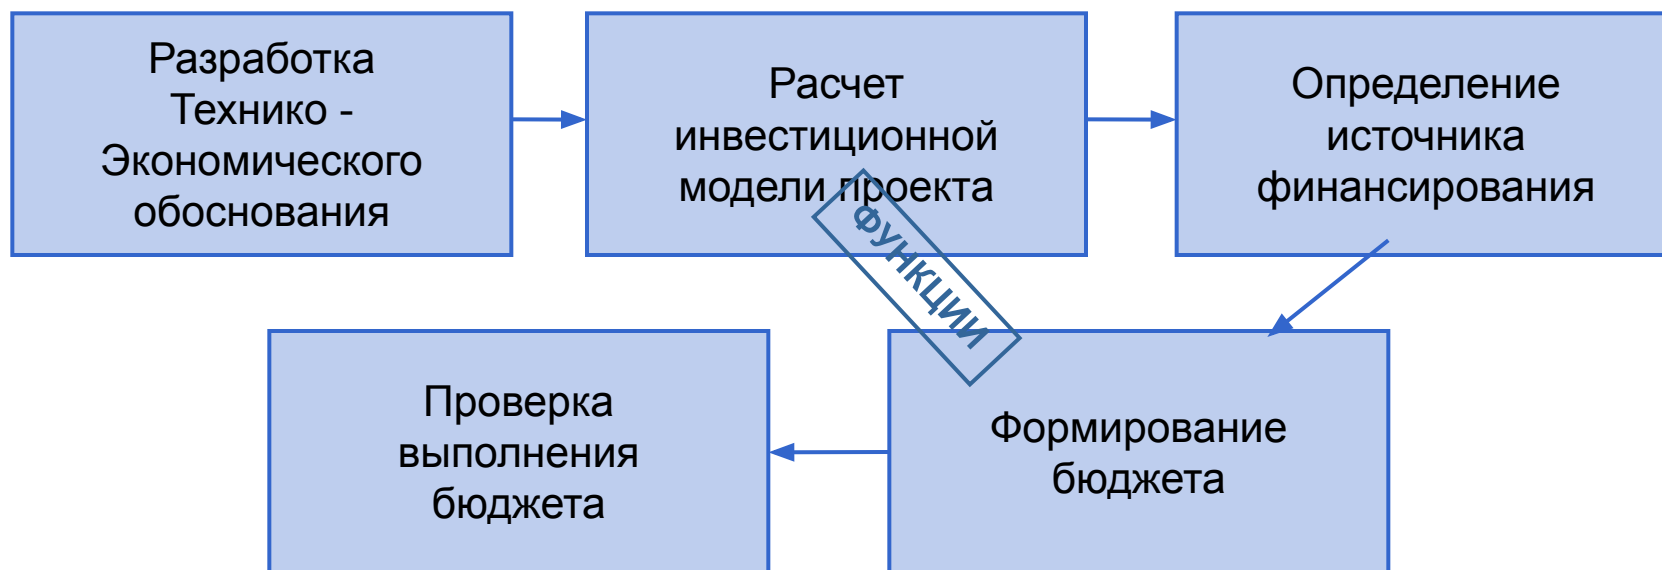 Разработка
Технико -
Экономического
обоснования
Расчет
инвестиционной
модели проекта
Определение
источника
финансирования
ФУНКЦИИ
Проверка
выполнения
бюджета
Формирование
бюджета